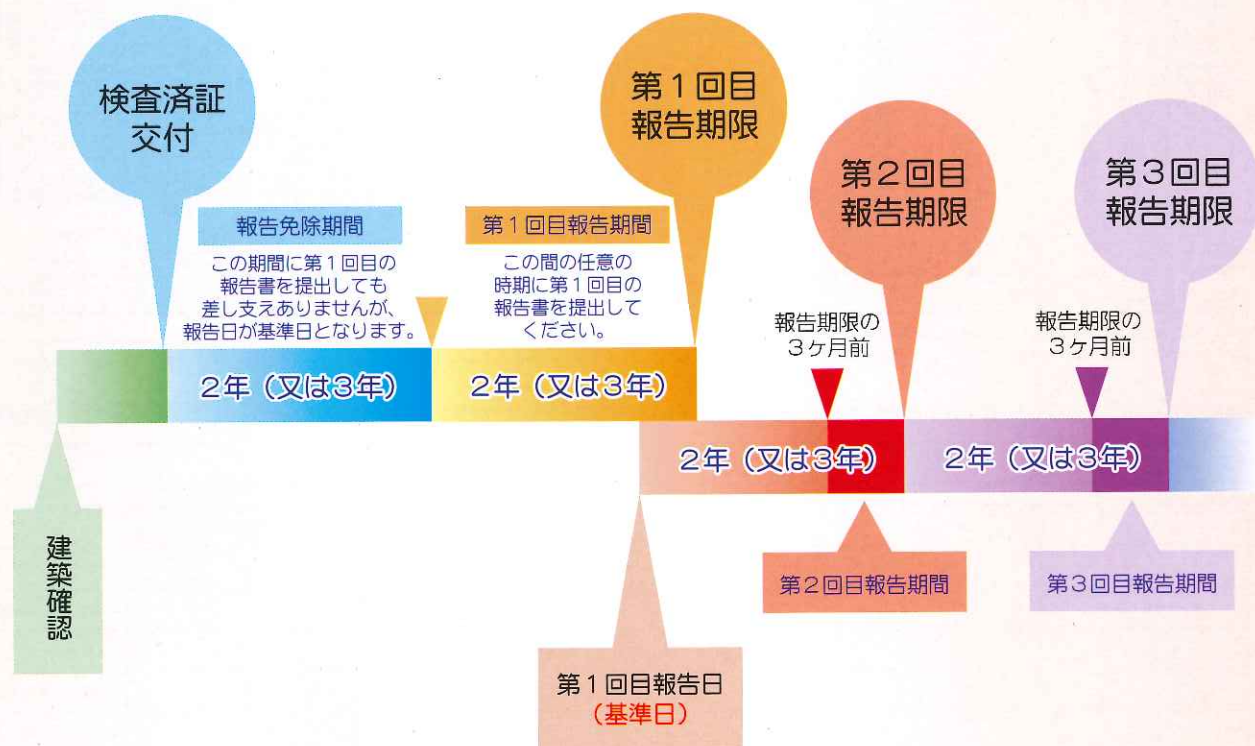 検査済証
交付
第1回目
報告期限
第2回目
報告期限
第3回目
報告期限
報告免除期間
この期間に第1回目の
報告書を提出しても
差し支えありませんが、
報告日が基準日となります。
第1回目報告期間
この間の任意の
時期に第1回目の
報告書を提出して
ください。
報告期限の
3ヶ月前
報告期限の
3ヶ月前
2年（又は3年）
2年（又は3年）
2年（又は3年）
2年（又は3年）
建築確認
第2回目報告期間
第3回目報告期間
第1回目報告日
（基準日）